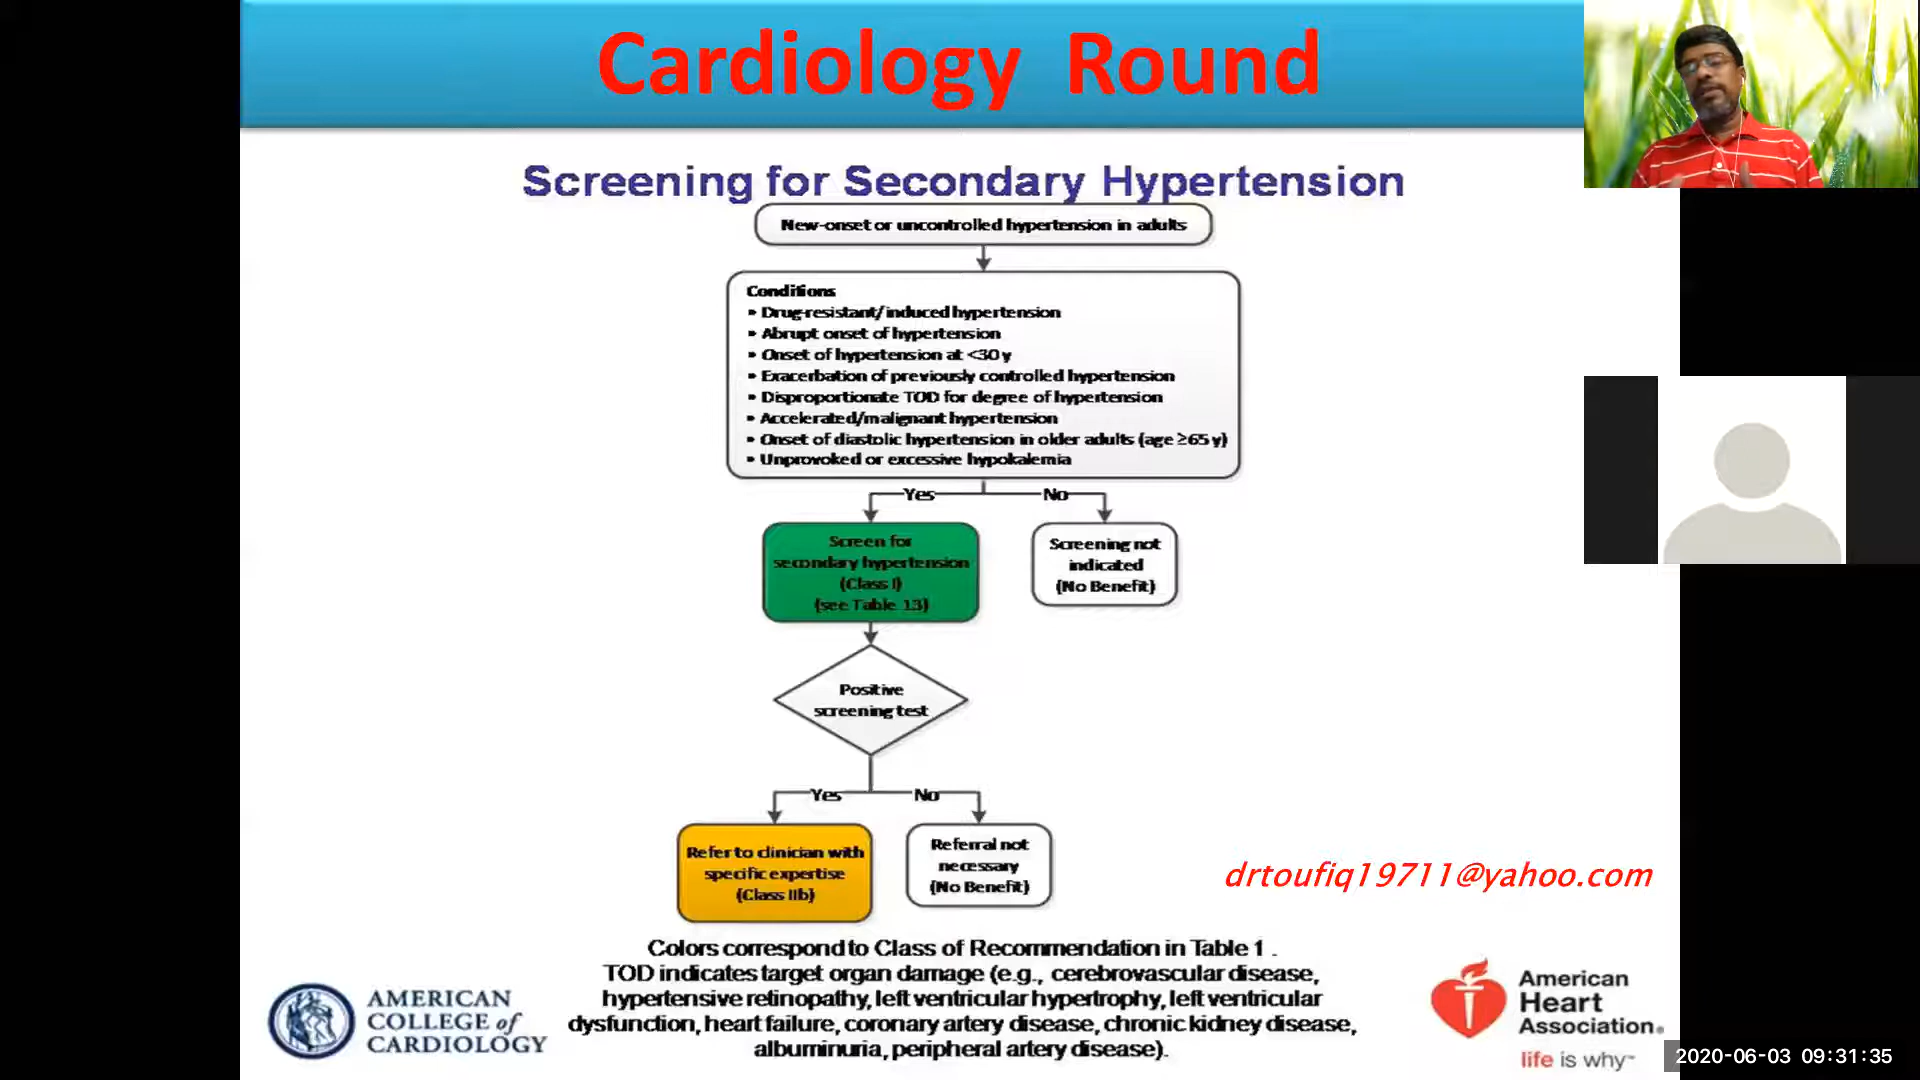 Cardiology Round
Screening for Secondary Hypertension
New-onset or uncontrolled hypertension in adults
Conditions
• Drug-resistant/induced hypertension
• Abrupt onset of hypertension
• Onset of hypertension at <30 y
• Exacerbation of previously controlled hypertension
• Disproportionate TOD for degree of hypertension
• Accelerated/malignant hypertension
• Onset of diastolic hypertension in older adults (age ≥65 y)
• Unprovoked or excessive hypokalemia
Yes
No
Screen for
secondary hypertension
(Class I)
(see Table 13)
Screening not
indicated
(No Benefit)
Positive
screening test
Yes
No
Refer to clinician with
specific expertise
(Class IIb)
Referral not
necessary
(No Benefit)
drtoufiq19711@yahoo.com
Colors correspond to Class of Recommendation in Table 1 .
TOD indicates target organ damage (e.g., cerebrovascular disease,
hypertensive retinopathy, left ventricular hypertrophy, left ventricular
dysfunction, heart failure, coronary artery disease, chronic kidney disease,
albuminuria, peripheral artery disease).
AMERICAN
COLLEGE of
CARDIOLOGY
American
Heart
Association®
life is why™
2020-06-03 09:31:35